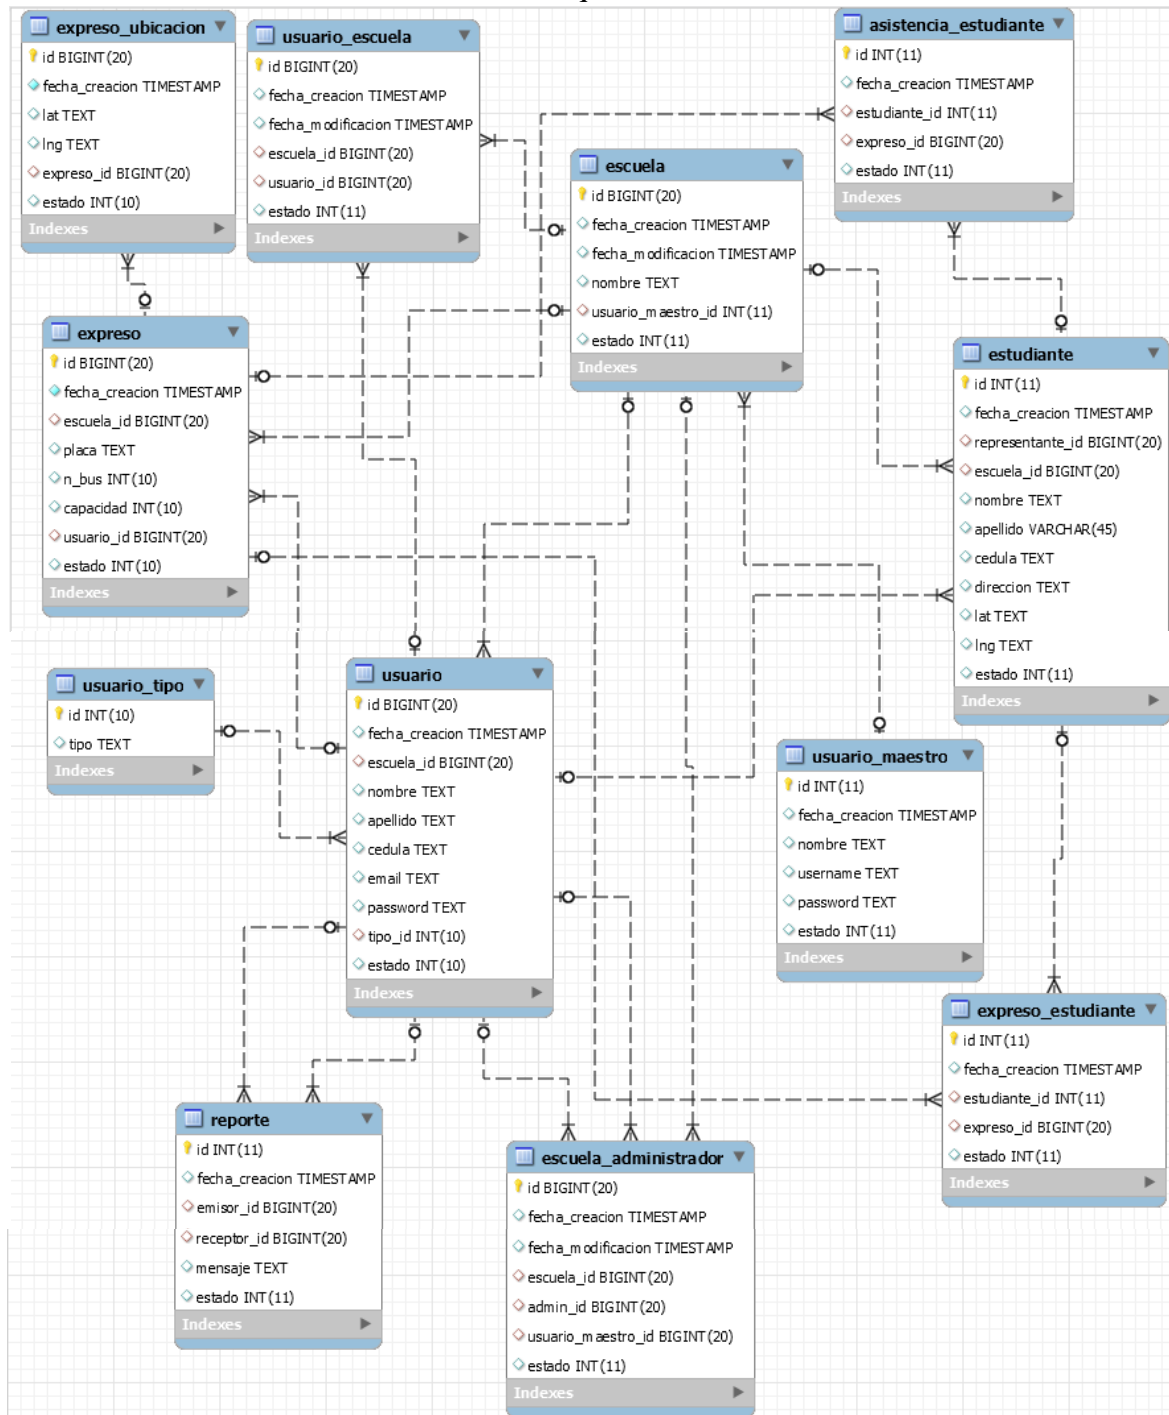 expreso_ubicacion
id BIGINT(20)
fecha_creacion TIMESTAMP
lat TEXT
lng TEXT
expreso_id BIGINT(20)
estado INT(10)
Indexes
usuario_escuela
id BIGINT(20)
fecha_creacion TIMESTAMP
fecha_modificacion TIMESTAMP
escuela_id BIGINT(20)
usuario_id BIGINT(20)
estado INT(11)
Indexes
asistencia_estudiante
id INT(11)
fecha_creacion TIMESTAMP
estudiante_id INT(11)
expreso_id BIGINT(20)
estado INT(11)
Indexes
escuela
id BIGINT(20)
fecha_creacion TIMESTAMP
fecha_modificacion TIMESTAMP
nombre TEXT
usuario_maestro_id INT(11)
estado INT(11)
Indexes
expreso
id BIGINT(20)
fecha_creacion TIMESTAMP
escuela_id BIGINT(20)
placa TEXT
n_bus INT(10)
capacidad INT(10)
usuario_id BIGINT(20)
estado INT(10)
Indexes
estudiante
id INT(11)
fecha_creacion TIMESTAMP
representante_id BIGINT(20)
escuela_id BIGINT(20)
nombre TEXT
apellido VARCHAR(45)
cedula TEXT
direccion TEXT
lat TEXT
lng TEXT
estado INT(11)
Indexes
usuario_tipo
id INT(10)
tipo TEXT
Indexes
usuario
id BIGINT(20)
fecha_creacion TIMESTAMP
escuela_id BIGINT(20)
nombre TEXT
apellido TEXT
cedula TEXT
email TEXT
password TEXT
tipo_id INT(10)
estado INT(10)
Indexes
usuario_maestro
id INT(11)
fecha_creacion TIMESTAMP
nombre TEXT
username TEXT
password TEXT
estado INT(11)
Indexes
expreso_estudiante
id INT(11)
fecha_creacion TIMESTAMP
estudiante_id INT(11)
expreso_id BIGINT(20)
estado INT(11)
Indexes
reporte
id INT(11)
fecha_creacion TIMESTAMP
emisor_id BIGINT(20)
receptor_id BIGINT(20)
mensaje TEXT
estado INT(11)
Indexes
escuela_administrador
id BIGINT(20)
fecha_creacion TIMESTAMP
fecha_modificacion TIMESTAMP
escuela_id BIGINT(20)
admin_id BIGINT(20)
usuario_maestro_id BIGINT(20)
estado INT(11)
Indexes